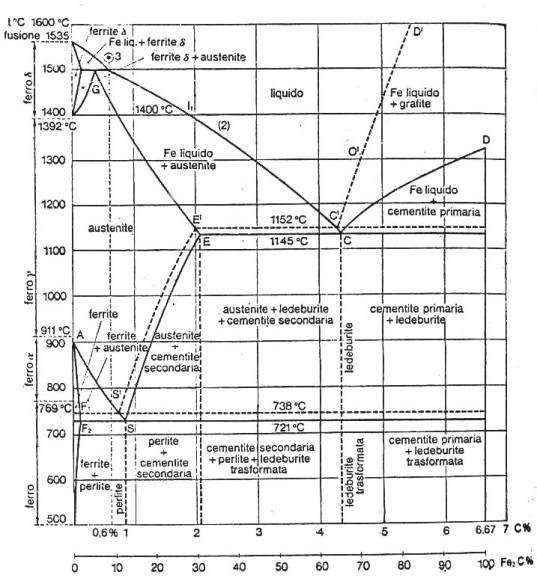 t °C 1600 °C
fusione 1535
ferrite δ
Fe liq. + ferrite δ
3
ferrite δ + austenite
D'
1500
G
liquido
Fe liquido
+ grafite
ferro δ
1400
1400 °C
I₁
(2)
1392 °C
O'
D
1300
Fe liquido
+ austenite
Fe liquido
+
cementite primaria
1200
C'
E'
1152 °C
austenite
E
1145 °C
C
1100
ferro γ
1000
ferrite
austenite + ledeburite
+ cementite secondaria
cementite primaria
+ ledeburite
911 °C
A
ferrite
+ austenite
austenite
+
cementite
secondaria
ledeburite
900
ferro α
800
S'
769 °C
F
738 °C
F₂
S
721 °C
700
perlite
+
cementite
secondaria
cementite secondaria
+ perlite + ledeburite
trasformata
ledeburite
trasformata
cementite primaria
+ ledeburite
trasformata
ferrite
+
perlite
perlite
600
ferro
500
0,6% 1 2 3 4 5 6 6.67 7 C%
0 10 20 30 40 50 60 70 80 90 100 Fe₂ C%